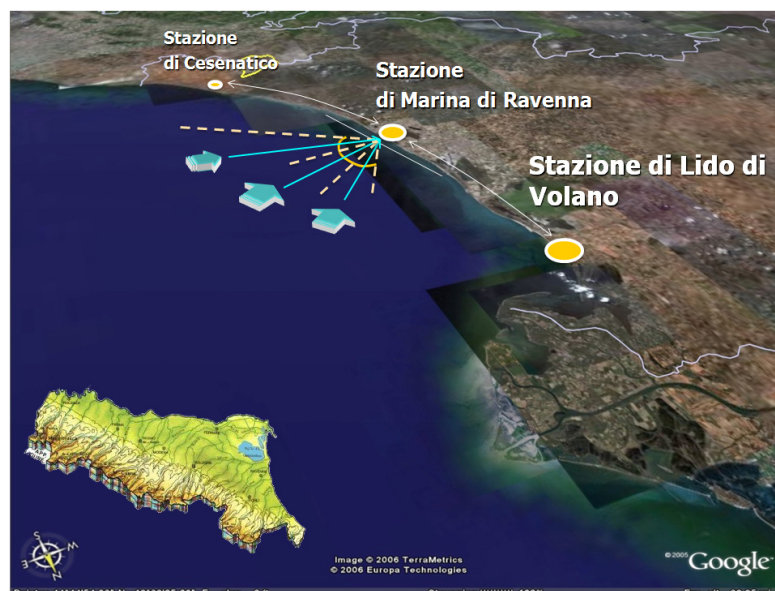 Stazione
di Cesenatico
Stazione
di Marina di Ravenna
Stazione di Lido di
Volano
S
W
E
N
Image © 2006 TerraMetrics
© 2006 Europa Technologies
© 2005 Google